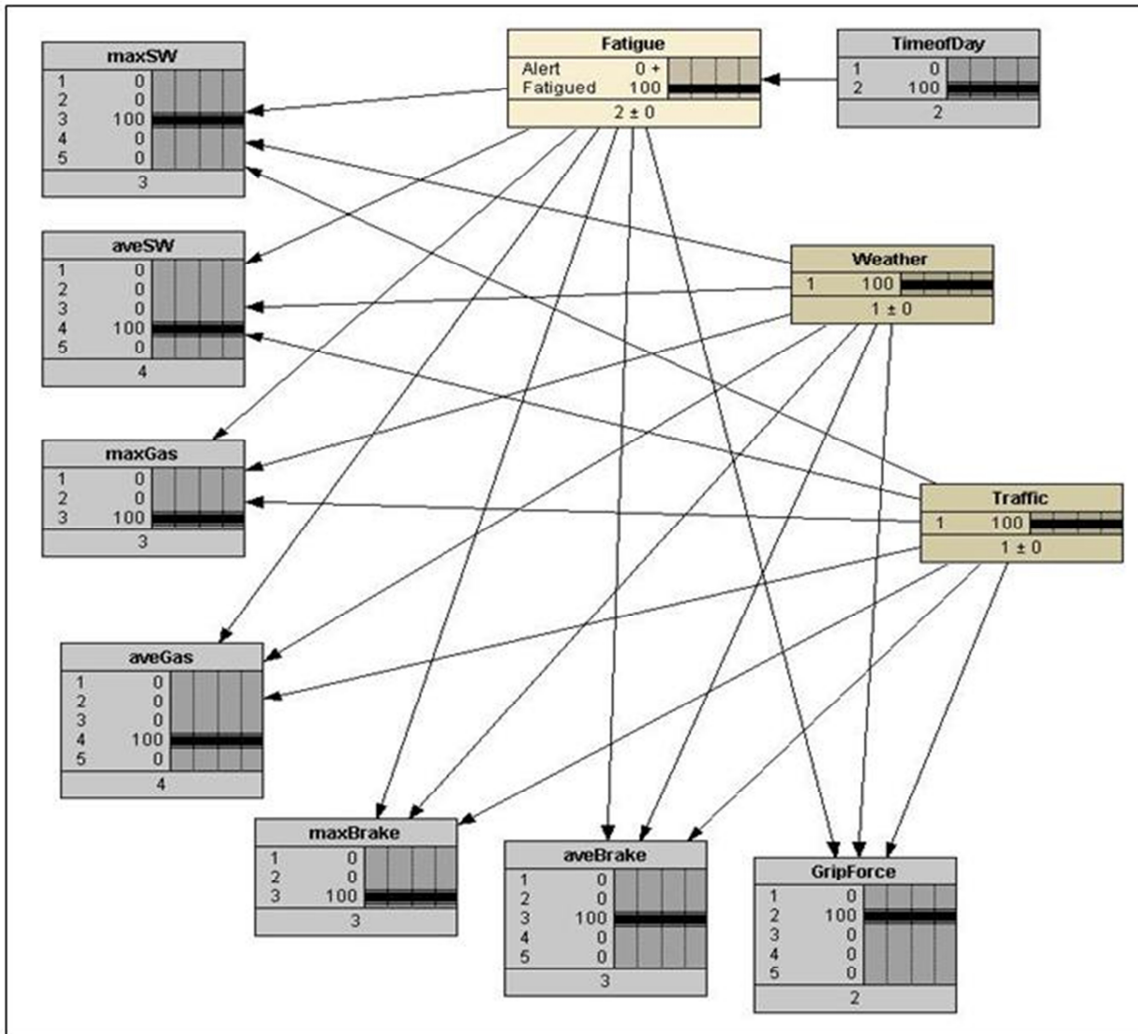 maxSW
1 0
2 0
3 100
4 0
5 0
3
Fatigue
Alert 0 +
Fatigued 100
2 ± 0
TimeofDay
1 0
2 100
2
aveSW
1 0
2 0
3 0
4 100
5 0
4
Weather
1 100
1 ± 0
maxGas
1 0
2 0
3 100
3
Traffic
1 100
1 ± 0
aveGas
1 0
2 0
3 0
4 100
5 0
4
maxBrake
1 0
2 0
3 100
3
aveBrake
1 0
2 0
3 100
4 0
5 0
3
GripForce
1 0
2 100
3 0
4 0
5 0
2